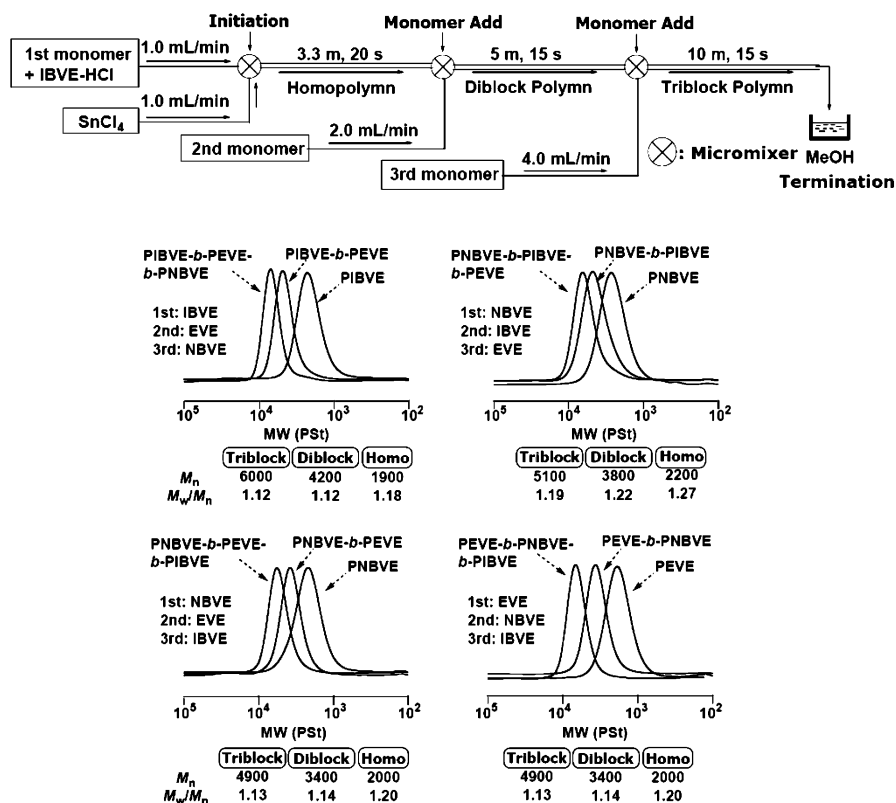 Initiation
Monomer Add
Monomer Add
1st monomer
+ IBVE-HCl
1.0 mL/min
3.3 m, 20 s
Homopolymn
5 m, 15 s
Diblock Polymn
10 m, 15 s
Triblock Polymn
SnCl4
1.0 mL/min
2nd monomer
2.0 mL/min
3rd monomer
4.0 mL/min
: Micromixer
MeOH
Termination
PIBVE-b-PEVE-
b-PNBVE
PIBVE-b-PEVE
PIBVE
1st: IBVE
2nd: EVE
3rd: NBVE
10^5 10^4 10^3 10^2
MW (PSt)
Triblock Diblock Homo
Mn 6000 4200 1900
Mw/Mn 1.12 1.12 1.18
PNBVE-b-PIBVE-
b-PEVE
PNBVE-b-PIBVE
PNBVE
1st: NBVE
2nd: IBVE
3rd: EVE
10^5 10^4 10^3 10^2
MW (PSt)
Triblock Diblock Homo
5100 3800 2200
1.19 1.22 1.27
PNBVE-b-PEVE-
b-PIBVE
PNBVE-b-PEVE
PNBVE
1st: NBVE
2nd: EVE
3rd: IBVE
10^5 10^4 10^3 10^2
MW (PSt)
Triblock Diblock Homo
Mn 4900 3400 2000
Mw/Mn 1.13 1.14 1.20
PEVE-b-PNBVE-
b-PIBVE
PEVE-b-PNBVE
PEVE
1st: EVE
2nd: NBVE
3rd: IBVE
10^5 10^4 10^3 10^2
MW (PSt)
Triblock Diblock Homo
4900 3400 2000
1.13 1.14 1.20